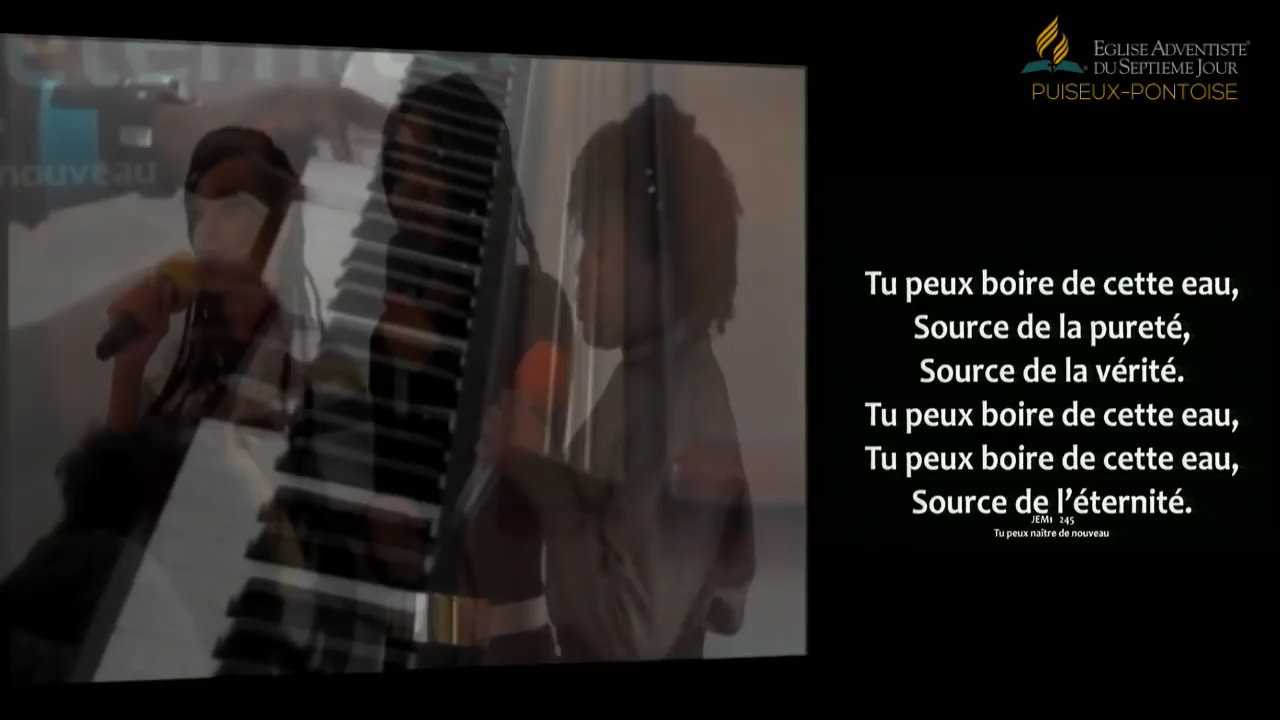 EGLISE ADVENTISTE
DU SEPTIEME JOUR
PUISEUX-PONTOISE
nouveau
Tu peux boire de cette eau,
Source de la pureté,
Source de la vérité.
Tu peux boire de cette eau,
Tu peux boire de cette eau,
Source de l’éternité.
JEM1 245
Tu peux naître de nouveau